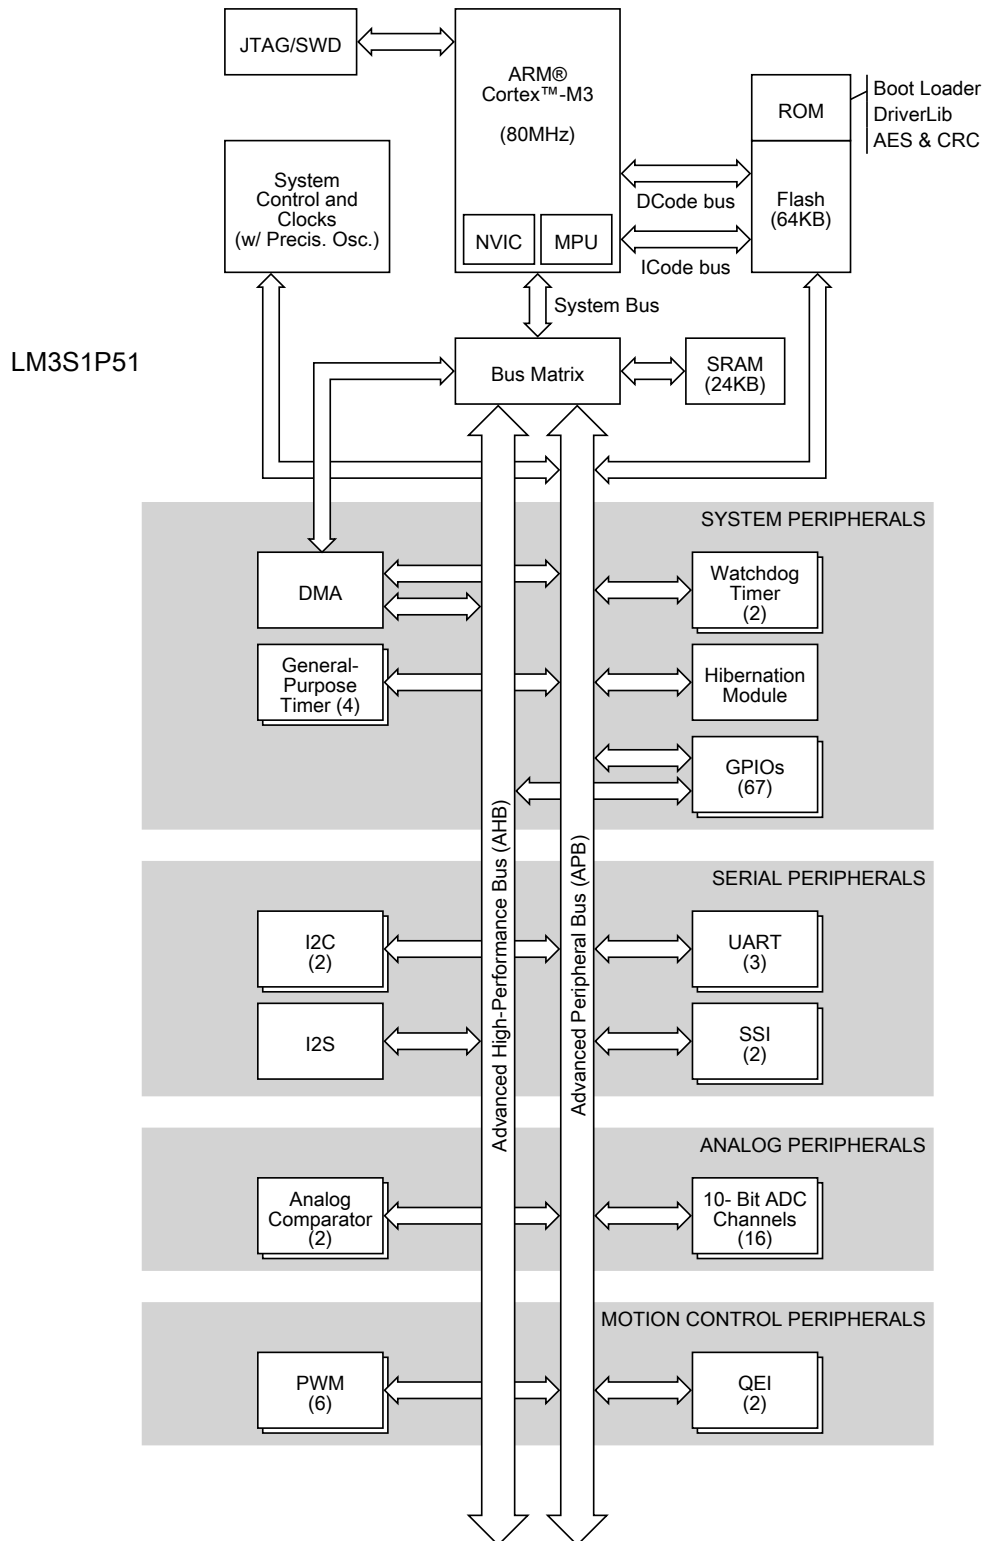 JTAG/SWD
ARM®
Cortex™-M3
(80MHz)
NVIC
MPU
ROM
Boot Loader
DriverLib
AES & CRC
Flash
(64KB)
DCode bus
ICode bus
System
Control and
Clocks
(w/ Precis. Osc.)
System Bus
LM3S1P51
Bus Matrix
SRAM
(24KB)
SYSTEM PERIPHERALS
DMA
Watchdog
Timer
(2)
General-
Purpose
Timer (4)
Hibernation
Module
GPIOs
(67)
Advanced High-Performance Bus (AHB)
Advanced Peripheral Bus (APB)
SERIAL PERIPHERALS
I2C
(2)
UART
(3)
I2S
SSI
(2)
ANALOG PERIPHERALS
Analog
Comparator
(2)
10- Bit ADC
Channels
(16)
MOTION CONTROL PERIPHERALS
PWM
(6)
QEI
(2)